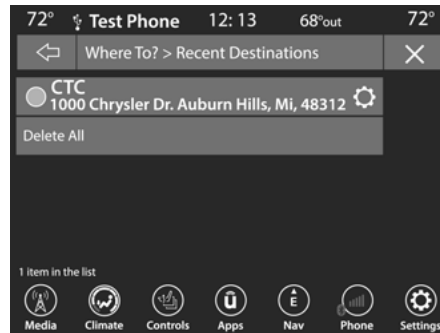 72° Test Phone 12:13 68°out 72°
Where To? > Recent Destinations
CTC
1000 Chrysler Dr. Auburn Hills, Mi, 48312
Delete All
1 item in the list
û E
Media Climate Controls Apps Nav Phone Settings